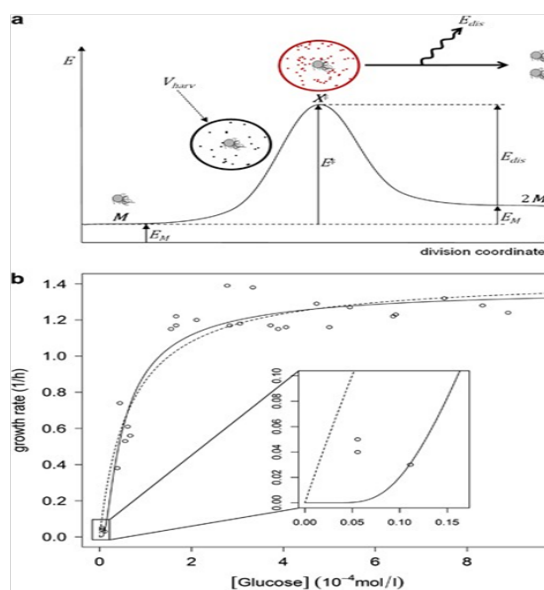 a
E
E_dis
V_harv
X‡
E‡
E_dis
M
2M
E_M
E_M
division coordinate
b
growth rate (1/h)
1.4
1.2
1.0
0.8
0.6
0.4
0.2
0.0
0.10
0.08
0.06
0.04
0.02
0.00
0.00 0.05 0.10 0.15
0 2 4 6 8
[Glucose] (10⁻⁴mol/l)